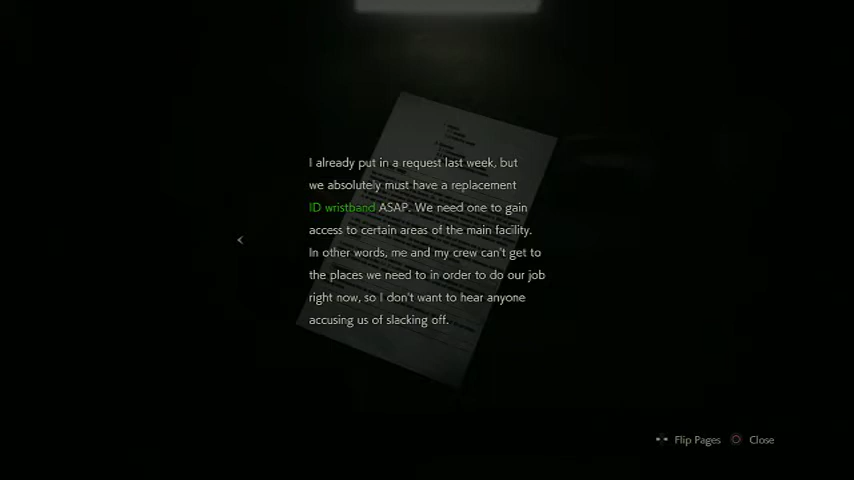 I already put in a request last week, but
we absolutely must have a replacement
ID wristband ASAP. We need one to gain
access to certain areas of the main facility.
In other words, me and my crew can't get to
the places we need to in order to do our job
right now, so I don't want to hear anyone
accusing us of slacking off.
Flip Pages
Close